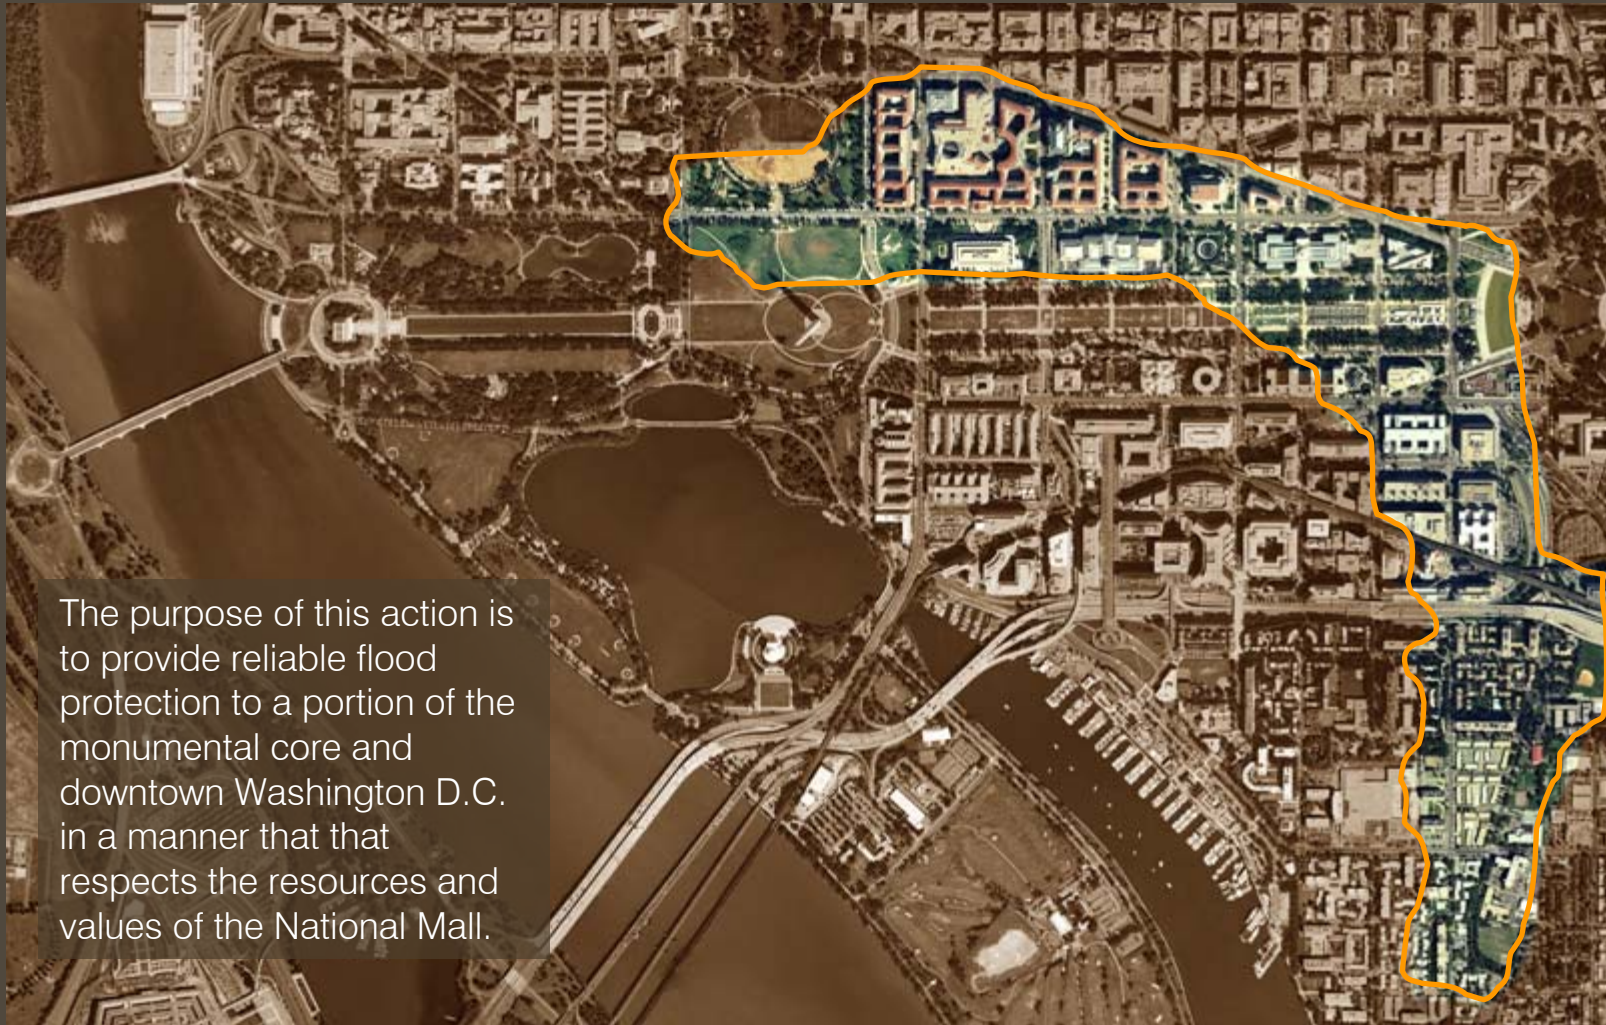 The purpose of this action is
to provide reliable flood
protection to a portion of the
monumental core and
downtown Washington D.C.
in a manner that that
respects the resources and
values of the National Mall.